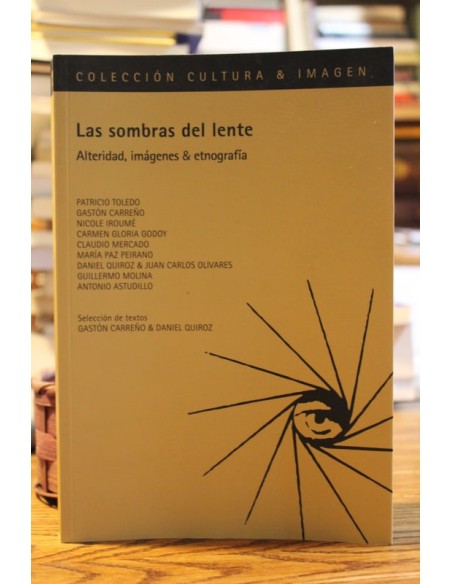 COLECCIÓN CULTURA & IMAGEN
Las sombras del lente
Alteridad, imágenes & etnografía
PATRICIO TOLEDO
GASTÓN CARREÑO
NICOLE IROUMÉ
CARMEN GLORIA GODOY
CLAUDIO MERCADO
MARÍA PAZ PEIRANO
DANIEL QUIROZ & JUAN CARLOS OLIVARES
GUILLERMO MOLINA
ANTONIO ASTUDILLO
Selección de textos
GASTÓN CARREÑO & DANIEL QUIROZ